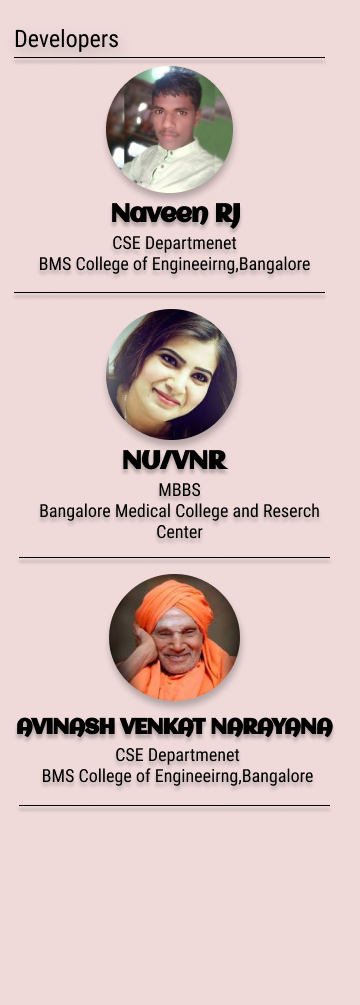 Developers
Naveen RJ
CSE Departmenet
BMS College of Engineeirng,Bangalore
NU/VNR
MBBS
Bangalore Medical College and Reserch
Center
AVINASH VENKAT NARAYANA
CSE Departmenet
BMS College of Engineeirng,Bangalore